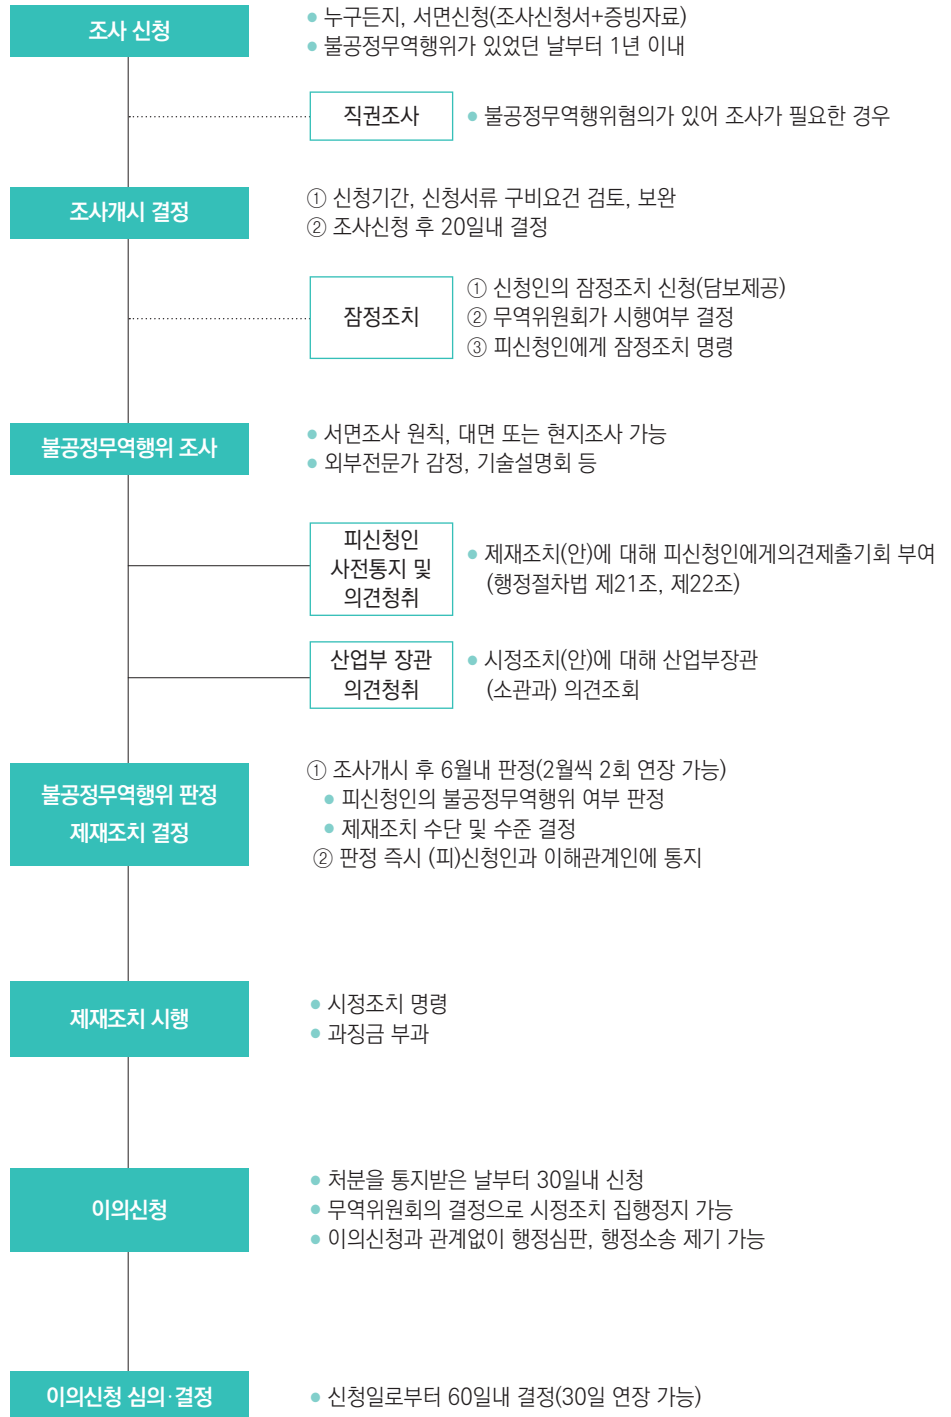 조사 신청
● 누구든지, 서면신청(조사신청서+증빙자료)
● 불공정무역행위가 있었던 날부터 1년 이내
직권조사
● 불공정무역행위혐의가 있어 조사가 필요한 경우
조사개시 결정
① 신청기간, 신청서류 구비요건 검토, 보완
② 조사신청 후 20일내 결정
잠정조치
① 신청인의 잠정조치 신청(담보제공)
② 무역위원회가 시행여부 결정
③ 피신청인에게 잠정조치 명령
불공정무역행위 조사
● 서면조사 원칙, 대면 또는 현지조사 가능
● 외부전문가 감정, 기술설명회 등
피신청인
사전통지 및
의견청취
● 제재조치(안)에 대해 피신청인에게의견제출기회 부여
(행정절차법 제21조, 제22조)
산업부 장관
의견청취
● 시정조치(안)에 대해 산업부장관
(소관과) 의견조회
불공정무역행위 판정
제재조치 결정
① 조사개시 후 6월내 판정(2월씩 2회 연장 가능)
● 피신청인의 불공정무역행위 여부 판정
● 제재조치 수단 및 수준 결정
② 판정 즉시 (피)신청인과 이해관계인에 통지
제재조치 시행
● 시정조치 명령
● 과징금 부과
이의신청
● 처분을 통지받은 날부터 30일내 신청
● 무역위원회의 결정으로 시정조치 집행정지 가능
● 이의신청과 관계없이 행정심판, 행정소송 제기 가능
이의신청 심의·결정
● 신청일로부터 60일내 결정(30일 연장 가능)